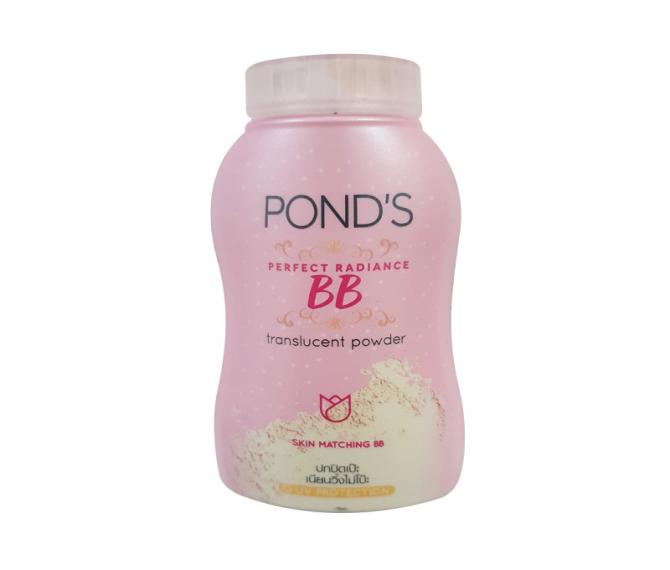 POND'S
PERFECT RADIANCE
BB
translucent powder
SKIN MATCHING BB
ปกปิดเป๊ะ
เนียนวิ้งไม่โป๊ะ
UV PROTECTION